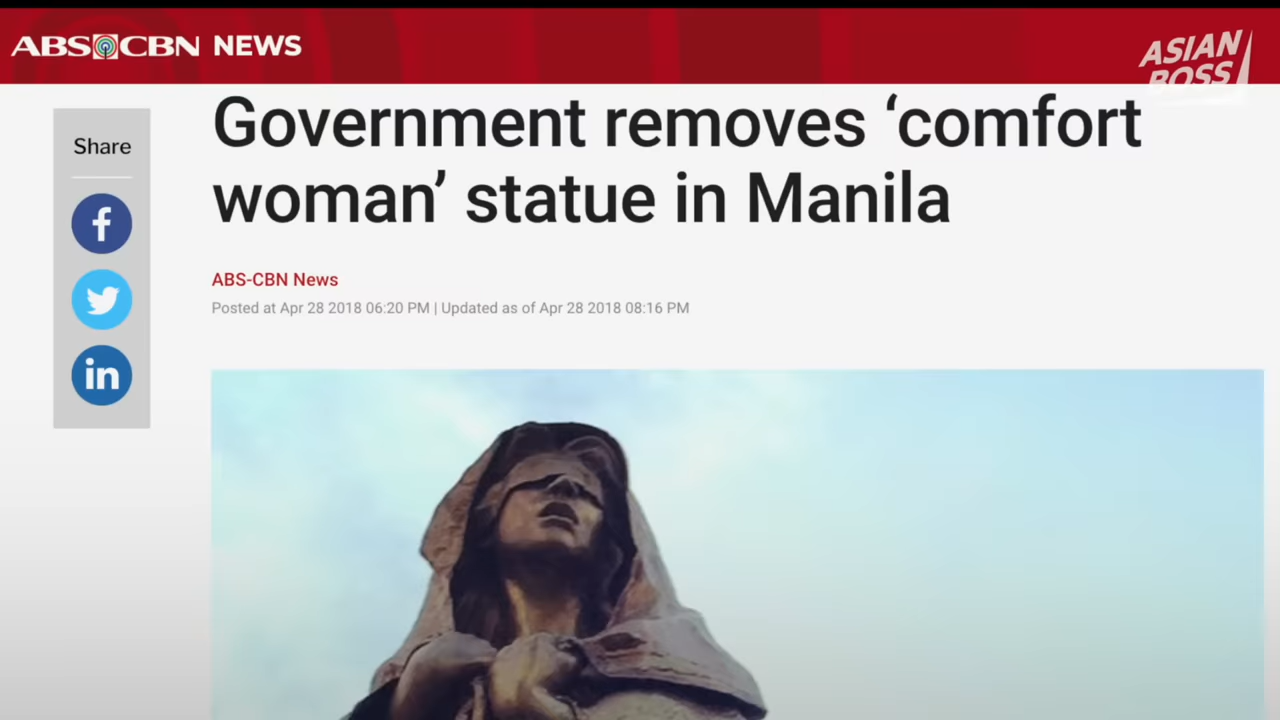 ABS-CBN NEWS
ASIAN
BOSS
Share
Government removes ‘comfort
woman’ statue in Manila
ABS-CBN News
Posted at Apr 28 2018 06:20 PM | Updated as of Apr 28 2018 08:16 PM
f
in